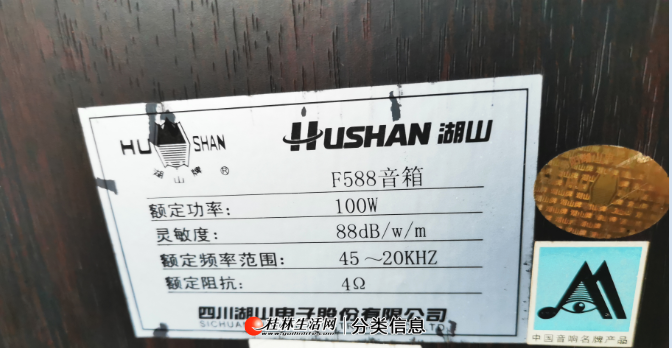 HU SHAN
湖山牌 ®
HUSHAN 湖山
F588音箱
额定功率: 100W
灵敏度: 88dB/w/m
额定频率范围: 45~20KHZ
额定阻抗: 4Ω
四川湖山电子股份有限公司
SICHUA
桂林生活网 分类信息
中国音响名牌产品